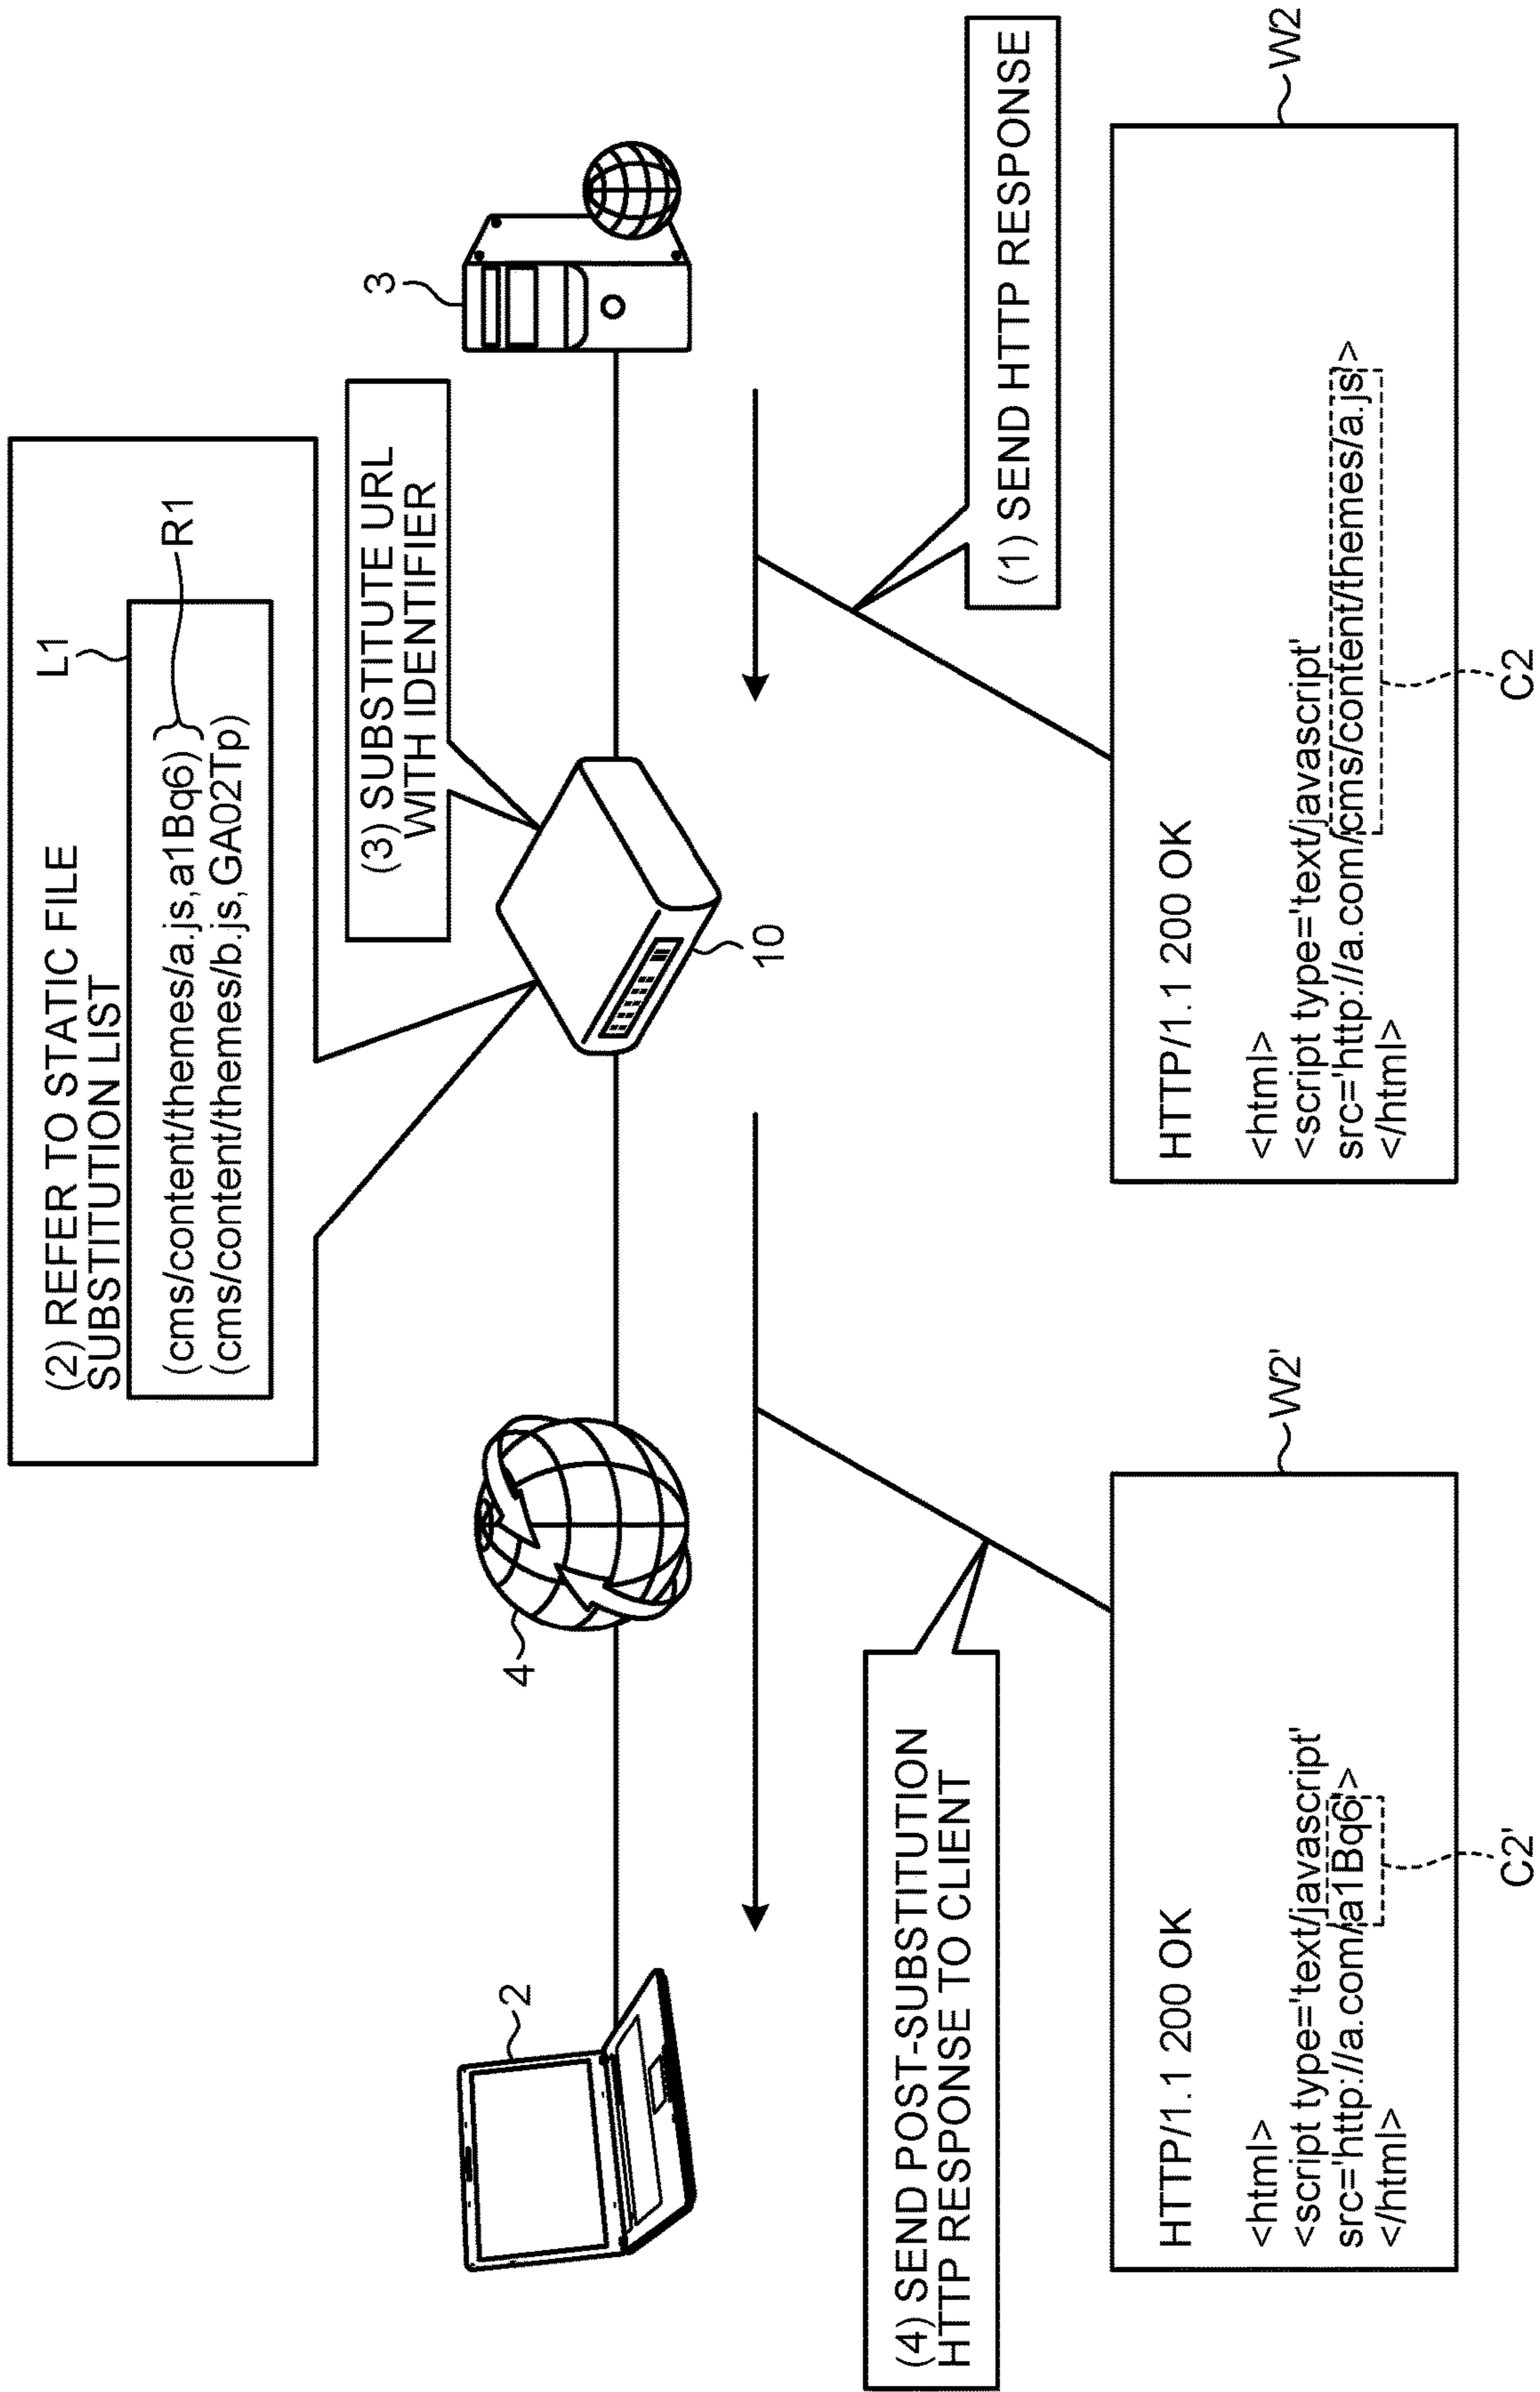 (2) REFER TO STATIC FILE
SUBSTITUTION LIST
L1
(cms/content/themes/a.js,a1Bq6)
(cms/content/themes/b.js,GA02Tp)
R1
(3) SUBSTITUTE URL
WITH IDENTIFIER
2
4
10
3
(4) SEND POST-SUBSTITUTION
HTTP RESPONSE TO CLIENT
(1) SEND HTTP RESPONSE
W2'
HTTP/1.1 200 OK
<html>
<script type='text/javascript'
src='http://a.com/a1Bq6'>
</html>
C2'
W2
HTTP/1.1 200 OK
<html>
<script type='text/javascript'
src='http://a.com/cms/content/themes/a.js'>
</html>
C2